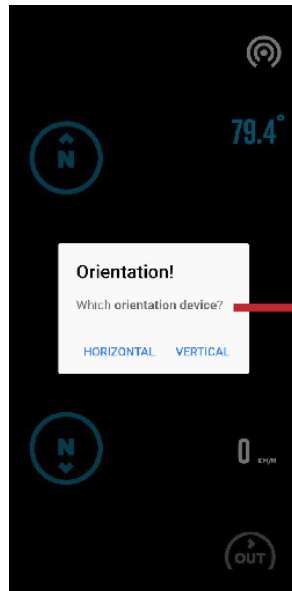 79.4°
N
Orientation!
Which orientation device?
HORIZONTAL VERTICAL
N
0 KM/H
OUT